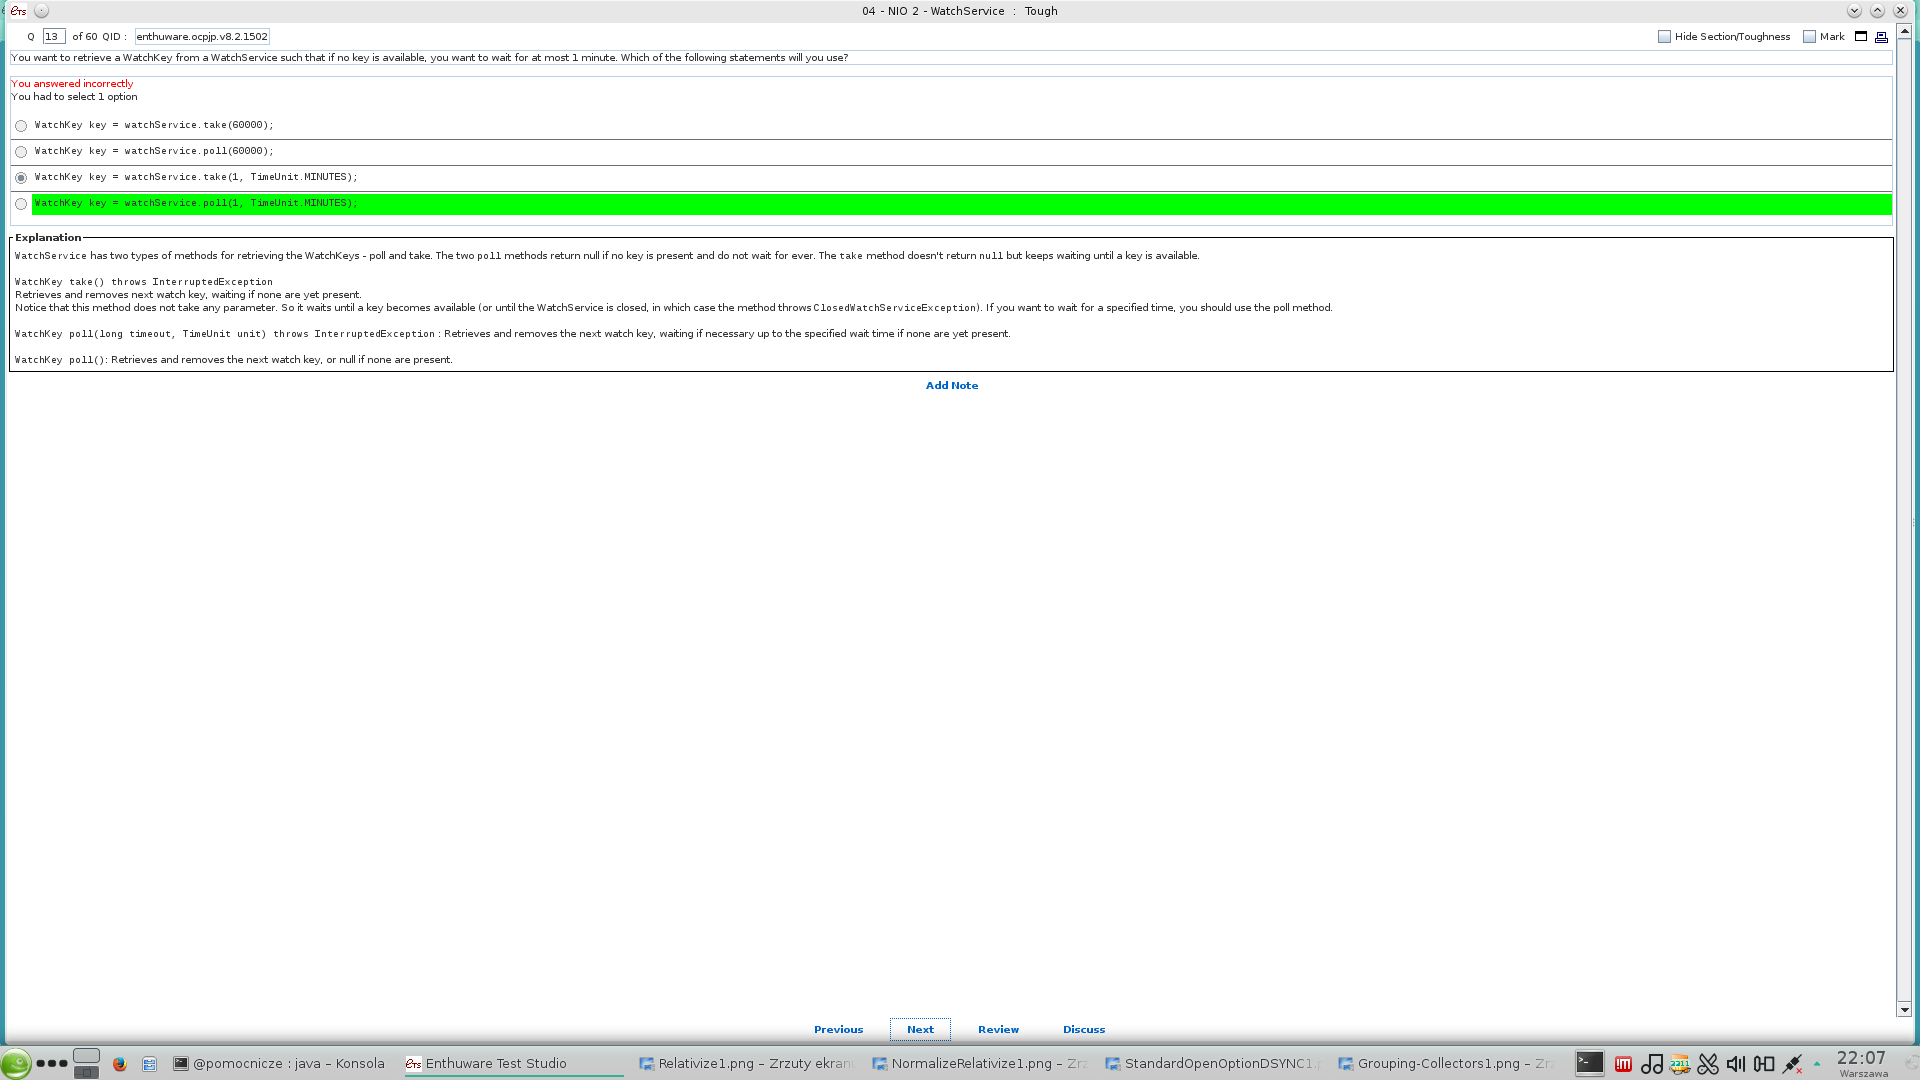 ETS
04 - NIO 2 - WatchService : Tough
Q 13 of 60 QID : enthuware.ocpjp.v8.2.1502
Hide Section/Toughness Mark
You want to retrieve a WatchKey from a WatchService such that if no key is available, you want to wait for at most 1 minute. Which of the following statements will you use?
You answered incorrectly
You had to select 1 option
WatchKey key = watchService.take(60000);
WatchKey key = watchService.poll(60000);
WatchKey key = watchService.take(1, TimeUnit.MINUTES);
WatchKey key = watchService.poll(1, TimeUnit.MINUTES);
Explanation
WatchService has two types of methods for retrieving the WatchKeys - poll and take. The two poll methods return null if no key is present and do not wait for ever. The take method doesn't return null but keeps waiting until a key is available.
WatchKey take() throws InterruptedException
Retrieves and removes next watch key, waiting if none are yet present.
Notice that this method does not take any parameter. So it waits until a key becomes available (or until the WatchService is closed, in which case the method throws ClosedWatchServiceException). If you want to wait for a specified time, you should use the poll method.
WatchKey poll(long timeout, TimeUnit unit) throws InterruptedException : Retrieves and removes the next watch key, waiting if necessary up to the specified wait time if none are yet present.
WatchKey poll(): Retrieves and removes the next watch key, or null if none are present.
Add Note
Previous Next Review Discuss
@pomocnicze : java – Konsola
ETS Enthuware Test Studio
Relativize1.png – Zrzuty ekran
NormalizeRelativize1.png – Zrz
StandardOpenOptionDSYNC1.p
Grouping-Collectors1.png – Zrz
22:07
Warszawa